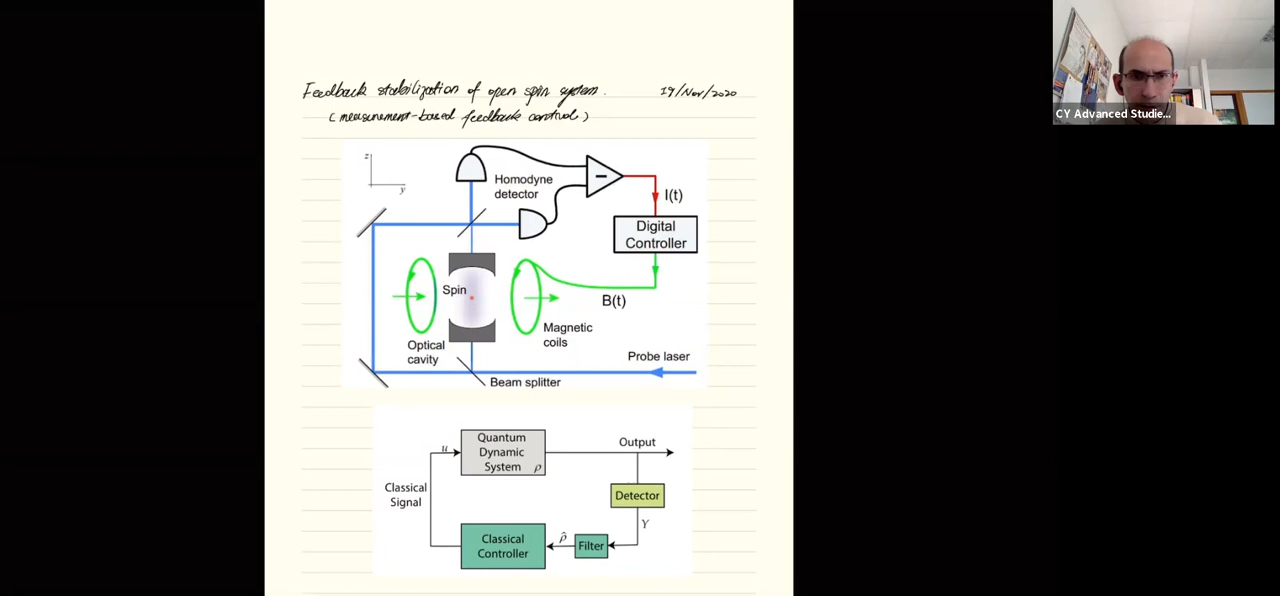 Feedback stabilization of open spin system. 19/Nov/2020
(measurement-based feedback control)
CY Advanced Studie...
z
y
Homodyne
detector
-
I(t)
Digital
Controller
Spin
B(t)
Magnetic
coils
Optical
cavity
Probe laser
Beam splitter
u
Quantum
Dynamic
System ρ
Output
Classical
Signal
Detector
Y
Classical
Controller
ρ̂
Filter